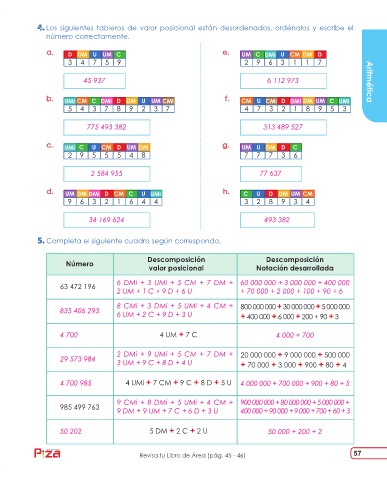 4. Los siguientes tableros de valor posicional están desordenados, ordénalos y escribe el
número correctamente.
a.
D DM U UM C
3 4 7 5 9
45 937
b.
UMi CM C DMi D DM U UM CMi
5 4 3 7 8 9 2 3 7
775 493 382
c.
UMi C U CM D UM DM
2 9 5 5 5 4 8
2 584 955
d.
UM DM DMi D CM C U UMi
9 6 3 2 1 6 4 4
34 169 624
e.
UM C UMi U CM DM D
2 9 6 3 1 1 7
6 112 973
f.
CM U CMi D DMi DM UM C UMi
4 7 3 2 1 8 9 5 3
313 489 527
g.
UM U DM D C
7 7 7 3 6
77 637
h.
C U D DM UM CM
3 2 8 9 3 4
493 382
Aritmética
5. Completa el siguiente cuadro según corresponda.
Número
Descomposición
valor posicional
Descomposición
Notación desarrollada
63 472 196
6 DMi + 3 UMi + 5 CM + 7 DM +
2 UM + 1 C + 9 D + 6 U
60 000 000 + 3 000 000 + 400 000
+ 70 000 + 2 000 + 100 + 90 + 6
835 406 293
8 CMi + 3 DMi + 5 UMi + 4 CM +
6 UM + 2 C + 9 D + 3 U
800 000 000 + 30 000 000 + 5 000 000
+ 400 000 + 6 000 + 200 + 90 + 3
4 700
4 UM + 7 C
4 000 + 700
29 573 984
2 DMi + 9 UMi + 5 CM + 7 DM +
3 UM + 9 C + 8 D + 4 U
20 000 000 + 9 000 000 + 500 000
+ 70 000 + 3 000 + 900 + 80 + 4
4 700 985
4 UMi + 7 CM + 9 C + 8 D + 5 U
4 000 000 + 700 000 + 900 + 80 + 5
985 499 763
9 CMi + 8 DMi + 5 UMi + 4 CM +
9 DM + 9 UM + 7 C + 6 D + 3 U
900 000 000 + 80 000 000 + 5 000 000 +
400 000 + 90 000 + 9 000 + 700 + 60 + 3
50 202
5 DM + 2 C + 2 U
50 000 + 200 + 2
Revisa tu Libro de Área (pág. 45 - 46)
57